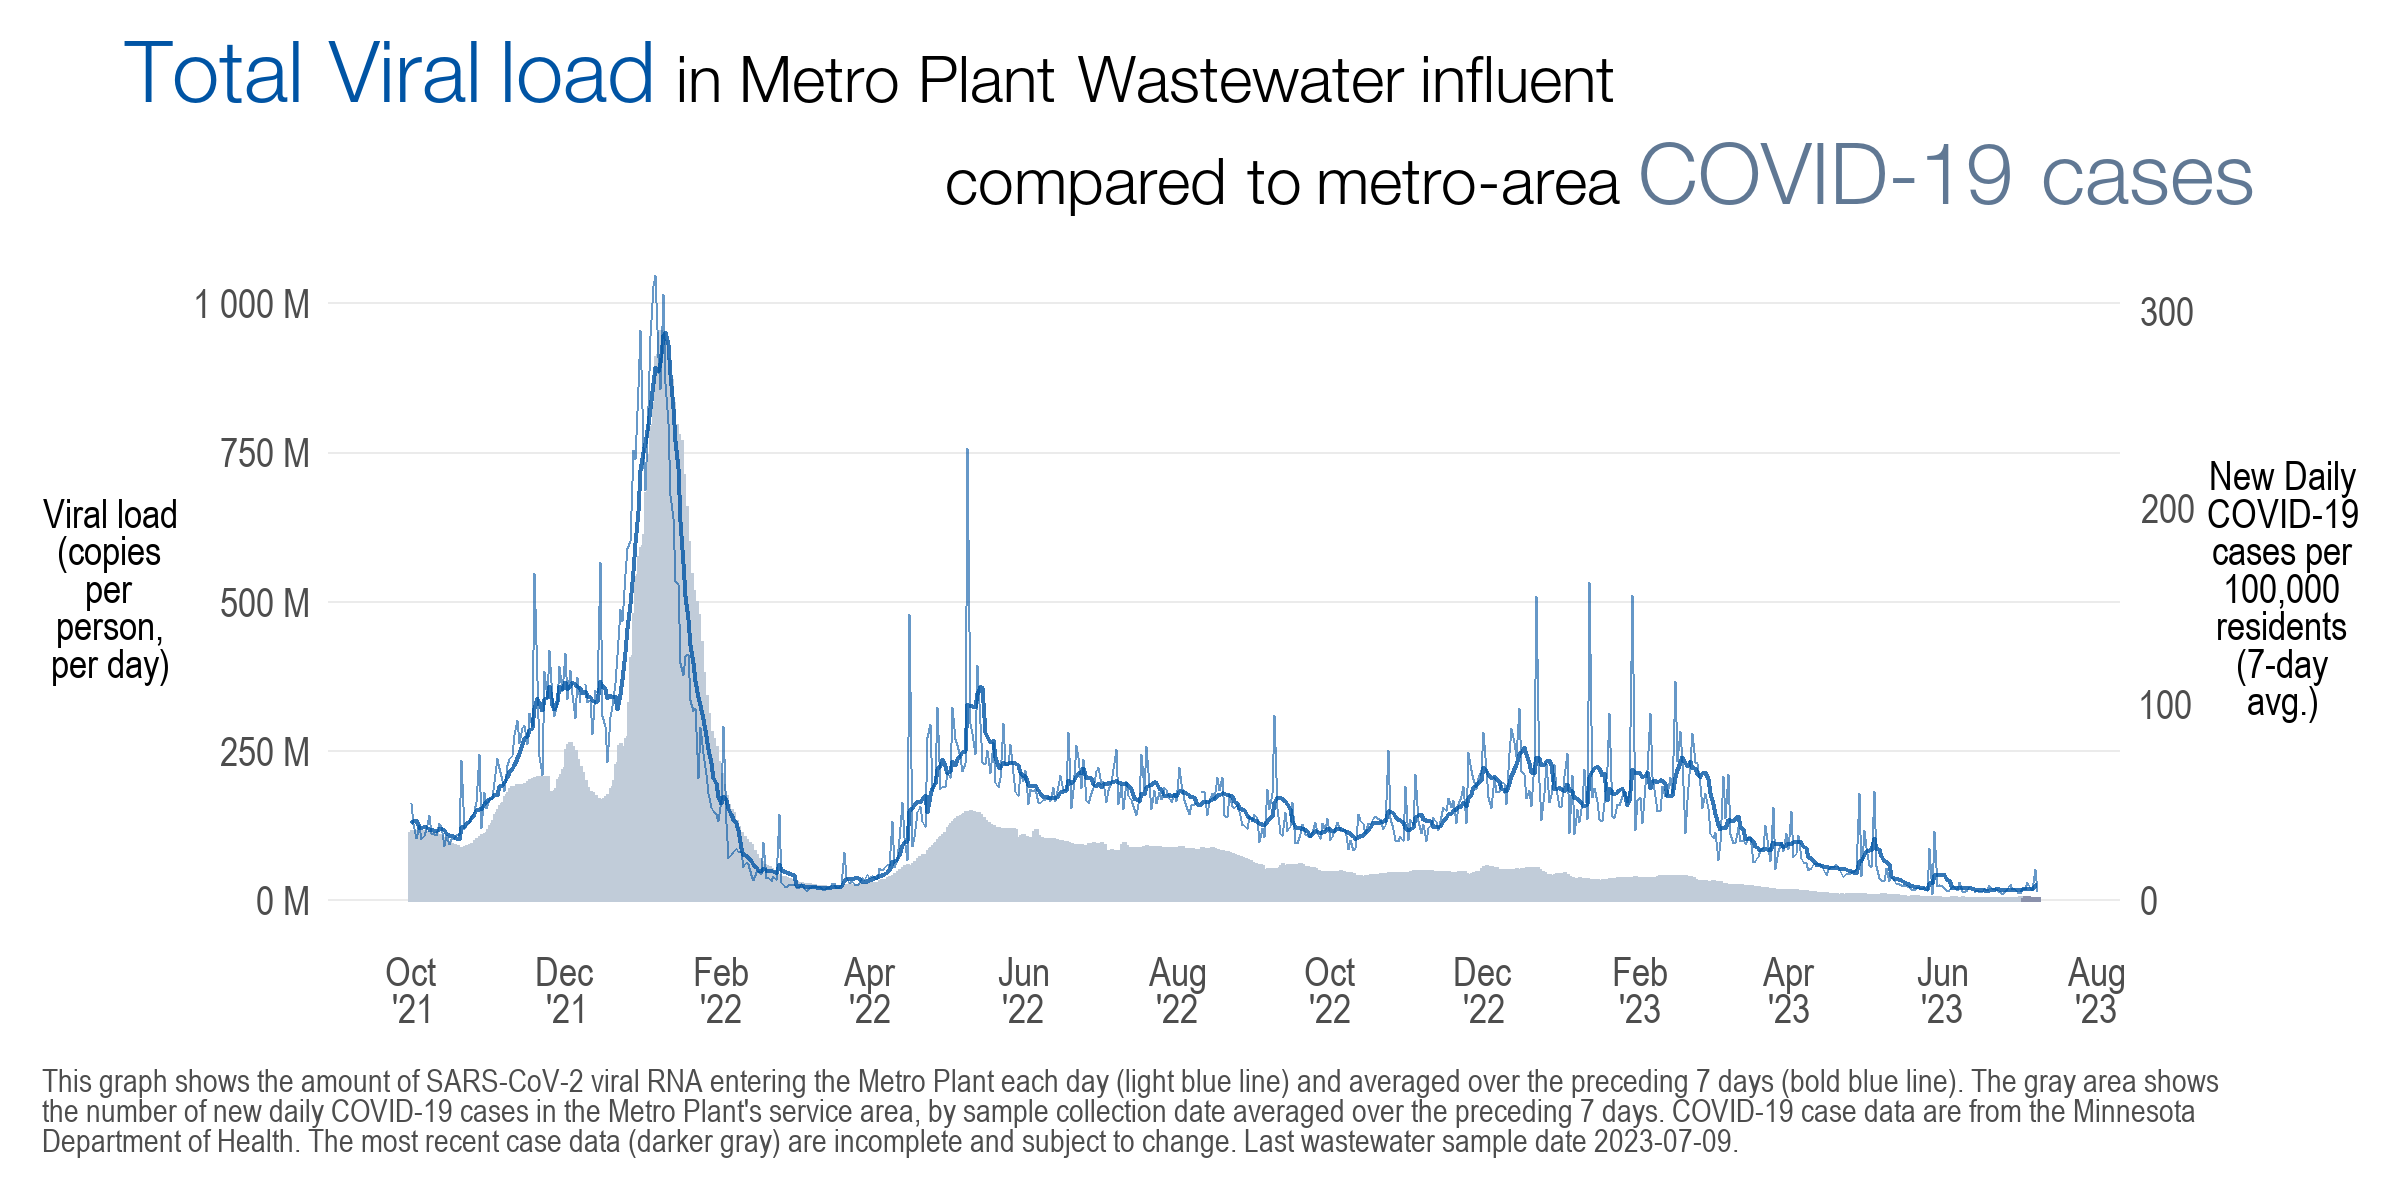 Total Viral load in Metro Plant Wastewater influent
compared to metro-area COVID-19 cases
1 000 M
750 M
500 M
250 M
0 M
Viral load
(copies
per
person,
per day)
300
200
100
0
New Daily
COVID-19
cases per
100,000
residents
(7-day
avg.)
Oct '21
Dec '21
Feb '22
Apr '22
Jun '22
Aug '22
Oct '22
Dec '22
Feb '23
Apr '23
Jun '23
Aug '23
This graph shows the amount of SARS-CoV-2 viral RNA entering the Metro Plant each day (light blue line) and averaged over the preceding 7 days (bold blue line). The gray area shows
the number of new daily COVID-19 cases in the Metro Plant's service area, by sample collection date averaged over the preceding 7 days. COVID-19 case data are from the Minnesota
Department of Health. The most recent case data (darker gray) are incomplete and subject to change. Last wastewater sample date 2023-07-09.